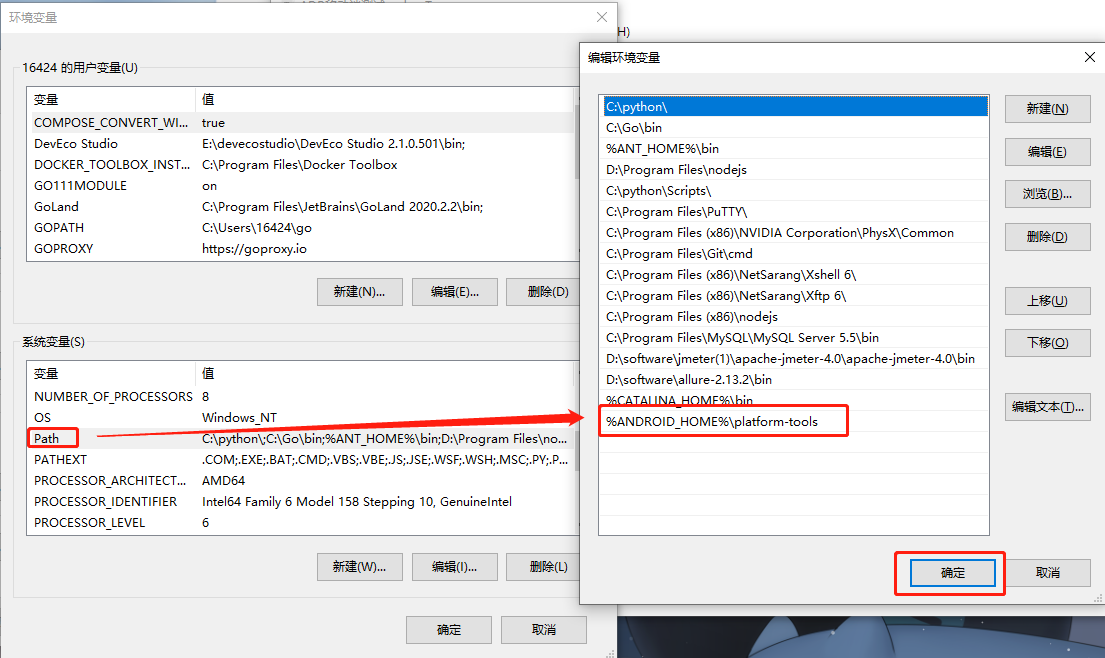 环境变量
H)
16424 的用户变量(U)
变量 值
COMPOSE_CONVERT_WI... true
DevEco Studio E:\devecostudio\DevEco Studio 2.1.0.501\bin;
DOCKER_TOOLBOX_INST... C:\Program Files\Docker Toolbox
GO111MODULE on
GoLand C:\Program Files\JetBrains\GoLand 2020.2.2\bin;
GOPATH C:\Users\16424\go
GOPROXY https://goproxy.io
新建(N)... 编辑(E)... 删除(D)
系统变量(S)
变量 值
NUMBER_OF_PROCESSORS 8
OS Windows_NT
Path C:\python\;C:\Go\bin;%ANT_HOME%\bin;D:\Program Files\no...
PATHEXT .COM;.EXE;.BAT;.CMD;.VBS;.VBE;.JS;.JSE;.WSF;.WSH;.MSC;.PY;.P...
PROCESSOR_ARCHITECT... AMD64
PROCESSOR_IDENTIFIER Intel64 Family 6 Model 158 Stepping 10, GenuineIntel
PROCESSOR_LEVEL 6
新建(W)... 编辑(I)... 删除(L)
确定 取消
编辑环境变量
C:\python\
C:\Go\bin
%ANT_HOME%\bin
D:\Program Files\nodejs
C:\python\Scripts\
C:\Program Files\PuTTY\
C:\Program Files (x86)\NVIDIA Corporation\PhysX\Common
C:\Program Files\Git\cmd
C:\Program Files (x86)\NetSarang\Xshell 6\
C:\Program Files (x86)\NetSarang\Xftp 6\
C:\Program Files (x86)\nodejs
C:\Program Files\MySQL\MySQL Server 5.5\bin
D:\software\jmeter(1)\apache-jmeter-4.0\apache-jmeter-4.0\bin
D:\software\allure-2.13.2\bin
%CATALINA_HOME%\bin
%ANDROID_HOME%\platform-tools
新建(N)
编辑(E)
浏览(B)...
删除(D)
上移(U)
下移(O)
编辑文本(T)...
确定 取消